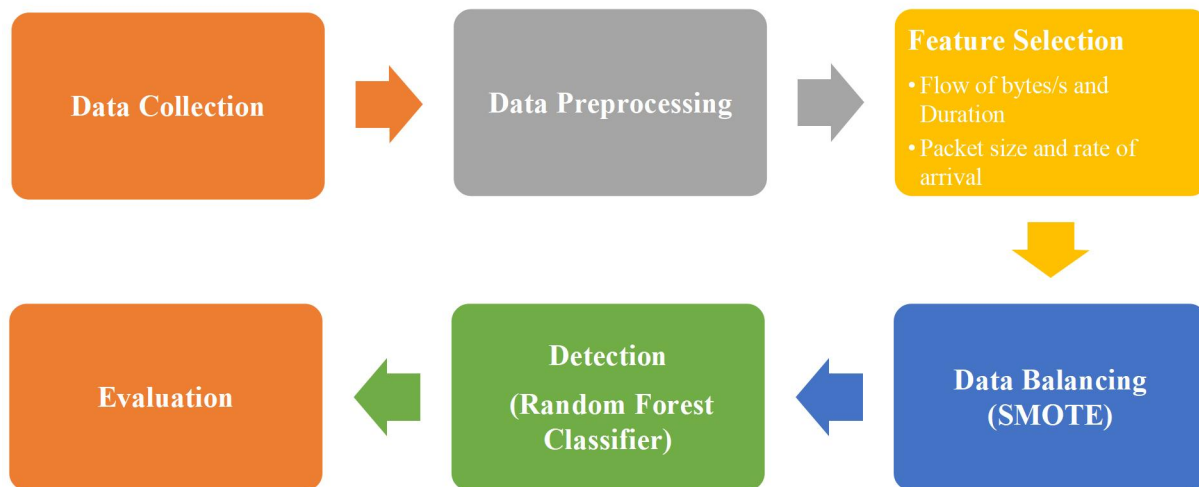 Data Collection
Data Preprocessing
Feature Selection
• Flow of bytes/s and
Duration
• Packet size and rate of
arrival
Data Balancing
(SMOTE)
Detection
(Random Forest
Classifier)
Evaluation